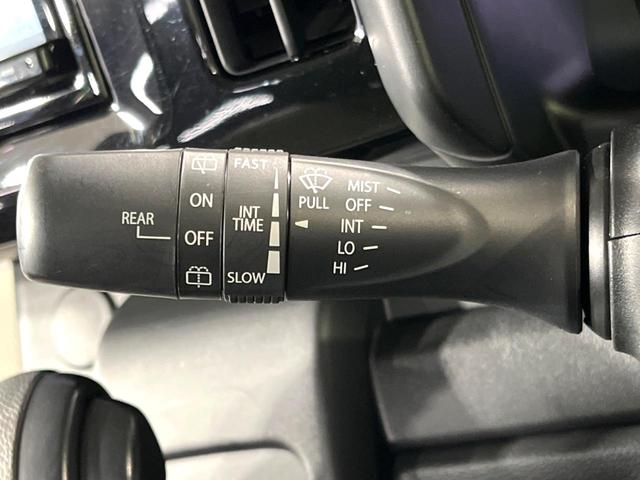 REAR
ON
OFF
FAST
INT
TIME
SLOW
PULL
MIST
OFF
INT
LO
HI